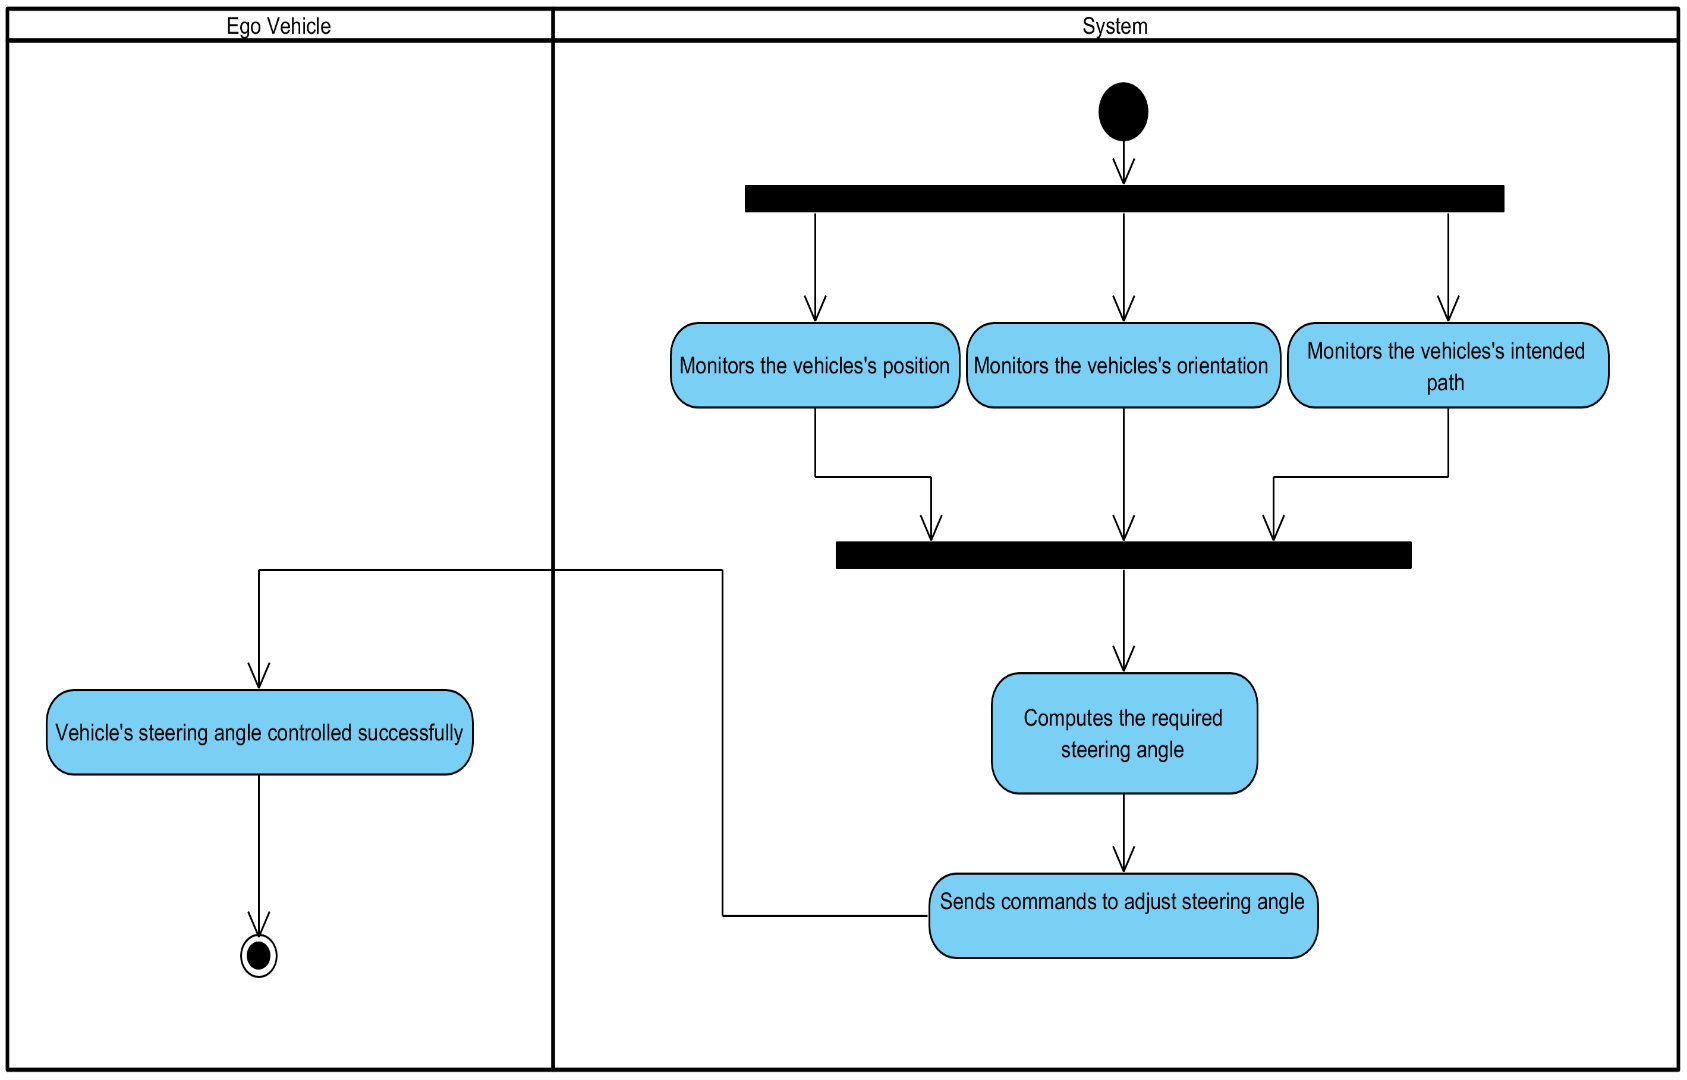 Ego Vehicle
System
Monitors the vehicles's position
Monitors the vehicles's orientation
Monitors the vehicles's intended
path
Computes the required
steering angle
Vehicle's steering angle controlled successfully
Sends commands to adjust steering angle